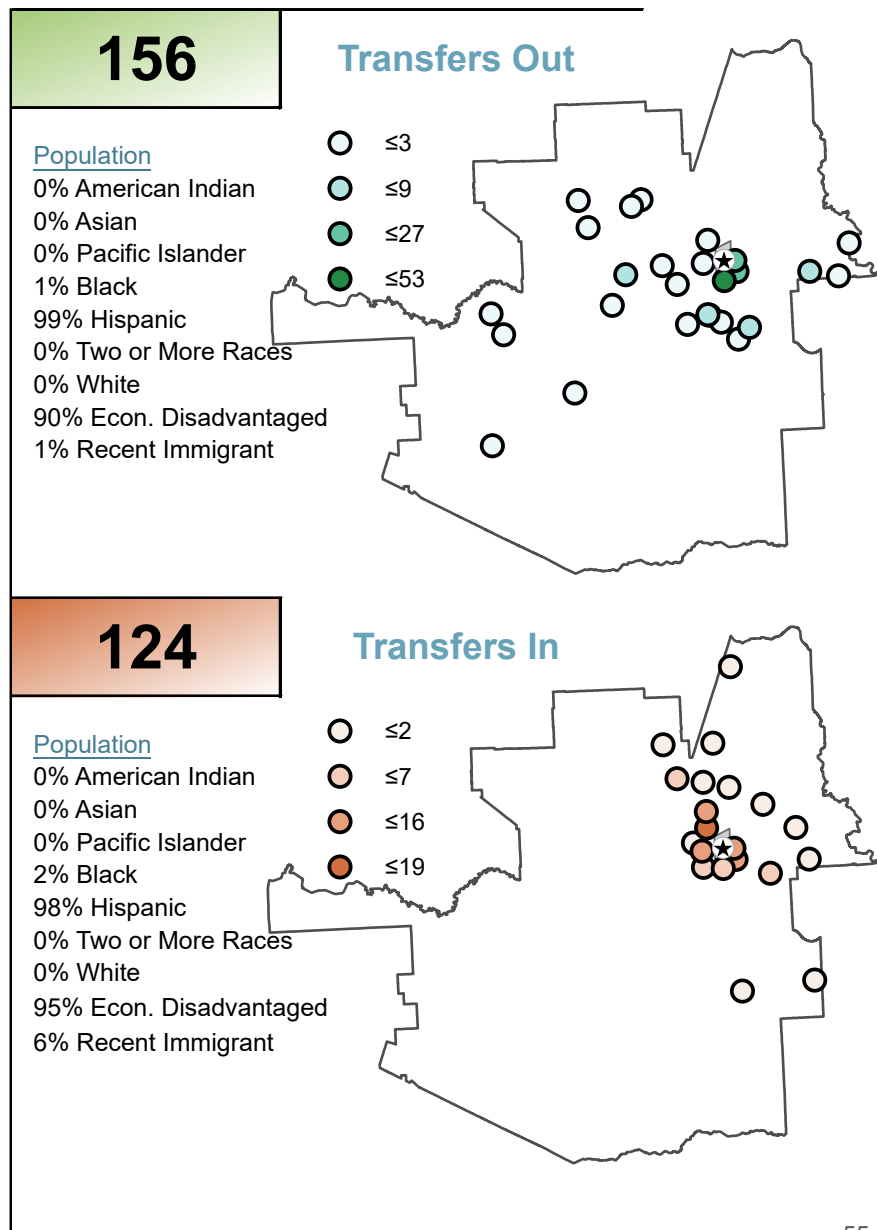 156
Transfers Out
Population
0% American Indian
0% Asian
0% Pacific Islander
1% Black
99% Hispanic
0% Two or More Races
0% White
90% Econ. Disadvantaged
1% Recent Immigrant
≤3
≤9
≤27
≤53
124
Transfers In
Population
0% American Indian
0% Asian
0% Pacific Islander
2% Black
98% Hispanic
0% Two or More Races
0% White
95% Econ. Disadvantaged
6% Recent Immigrant
≤2
≤7
≤16
≤19
55